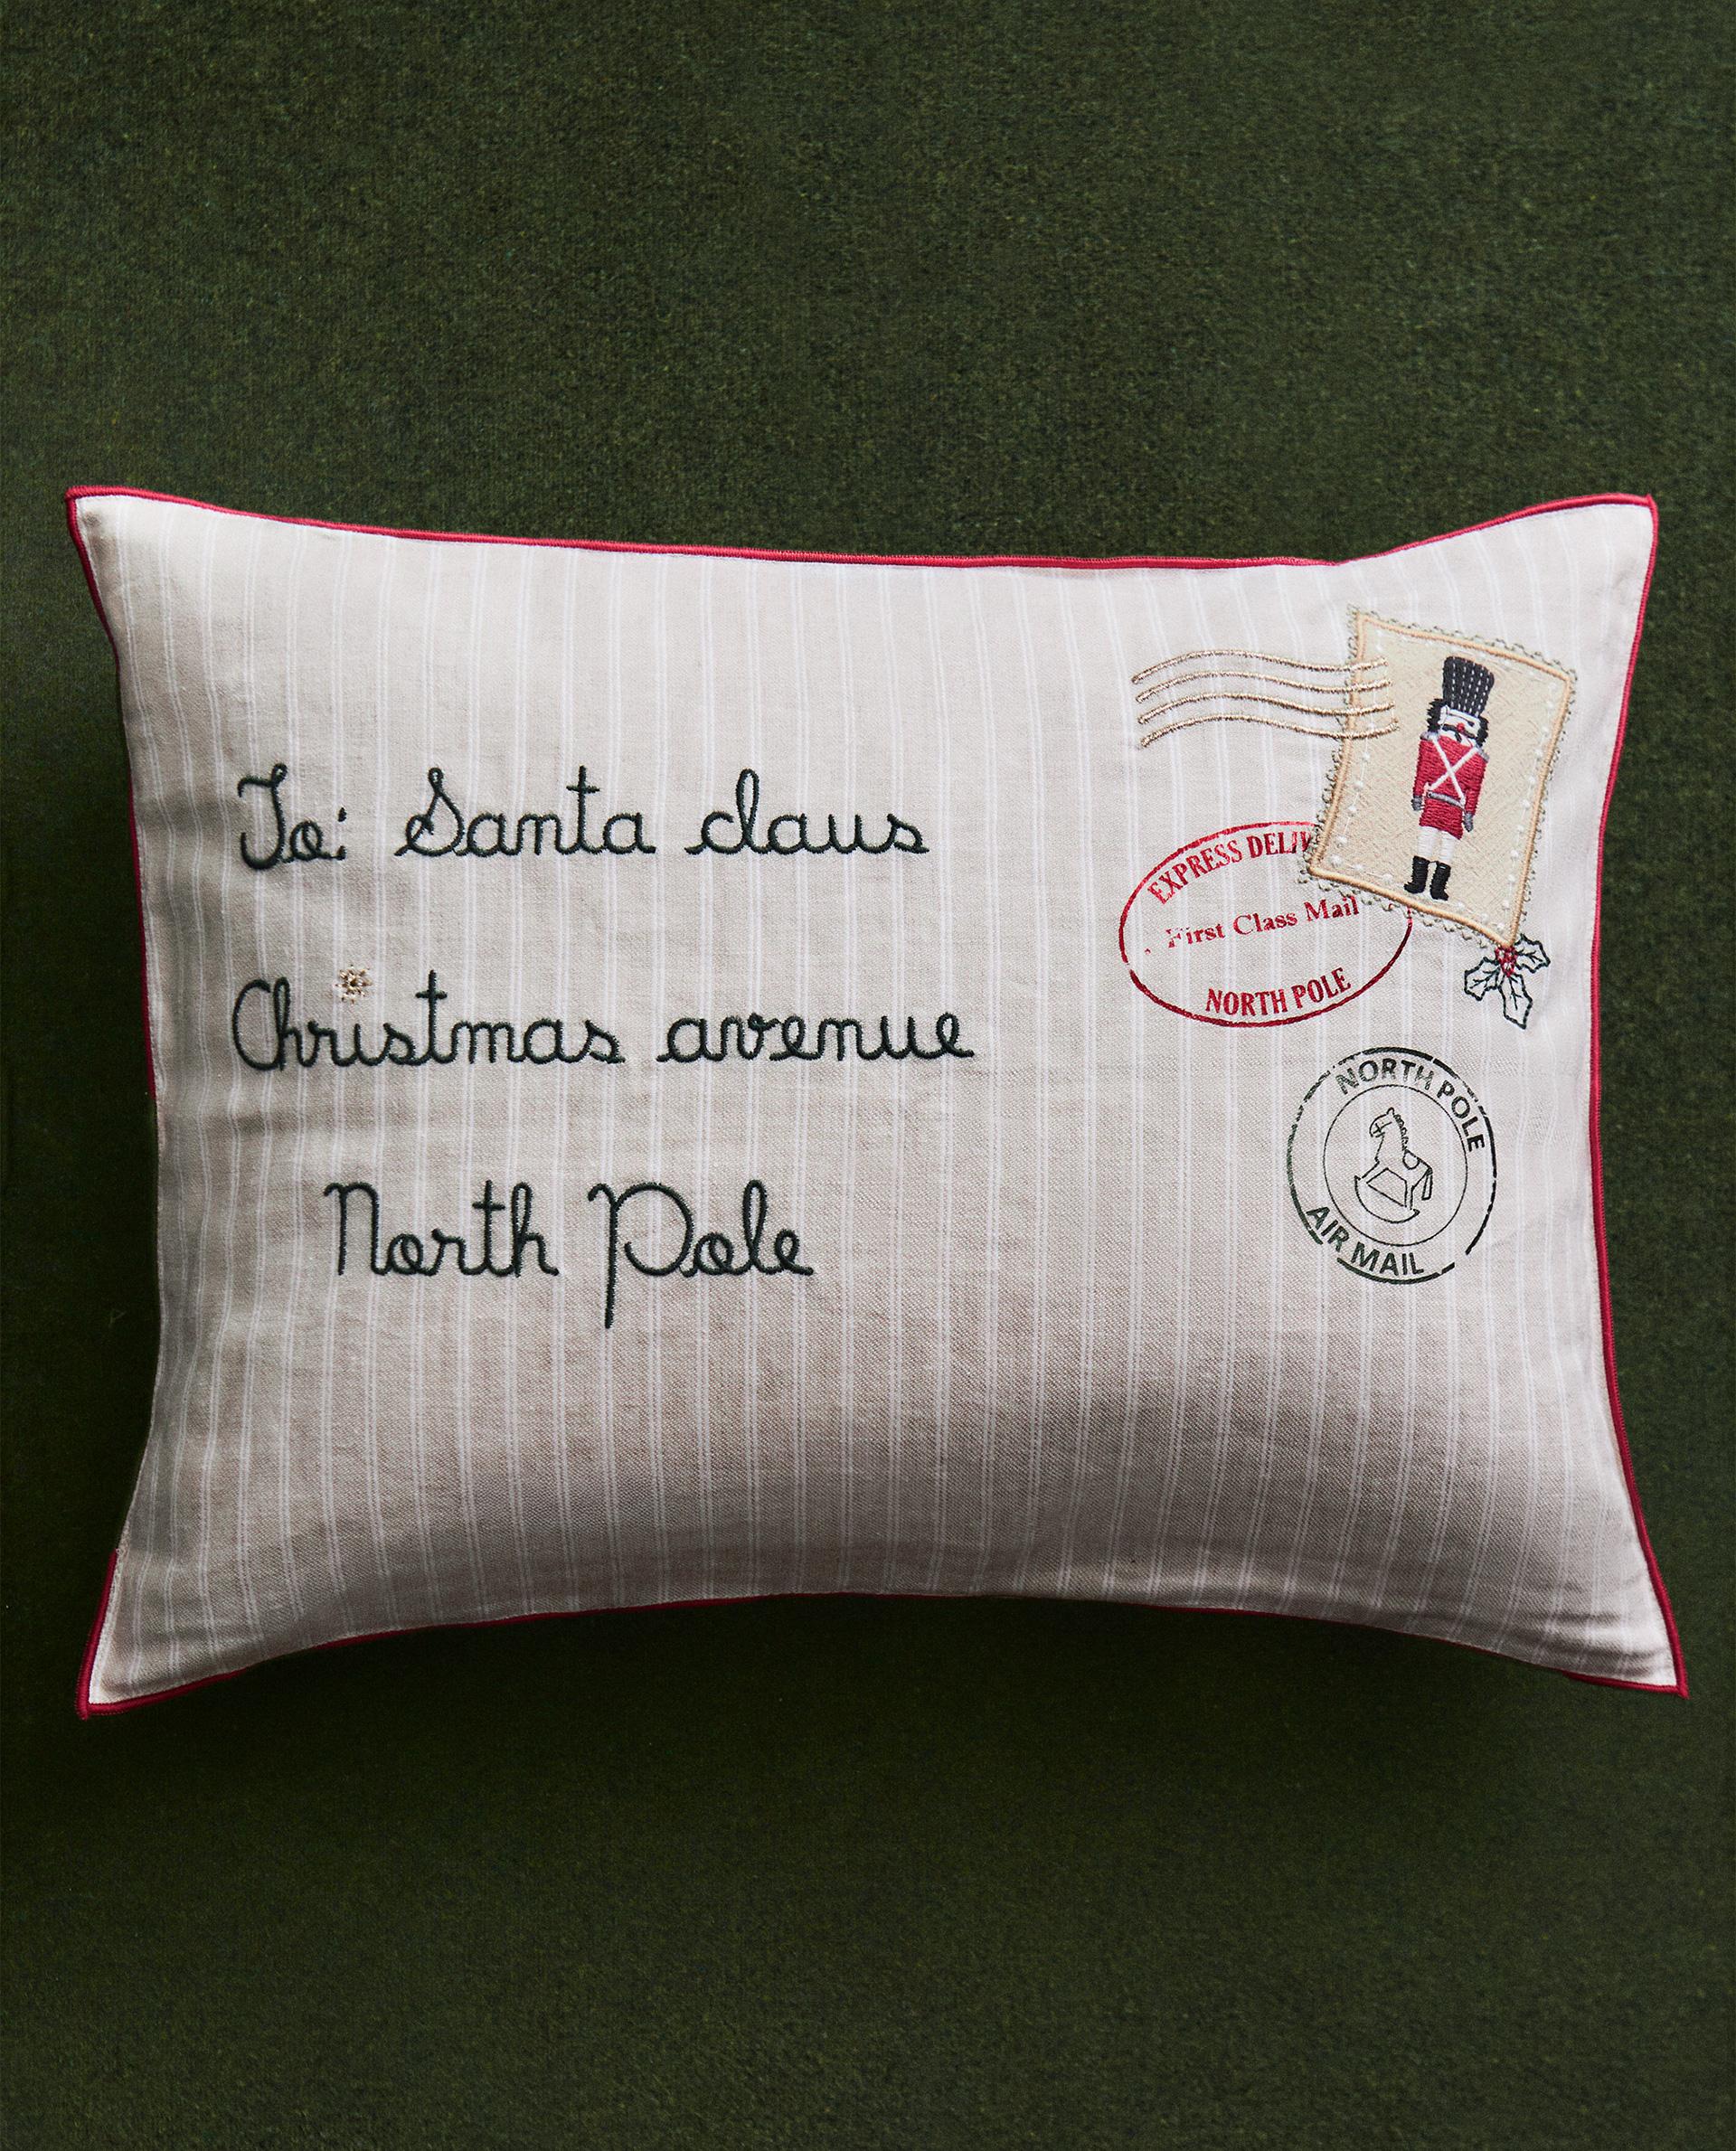 To: Santa claus
Christmas avenue
North Pole
EXPRESS DELIV
First Class Mail
NORTH POLE
NORTH POLE
AIR MAIL